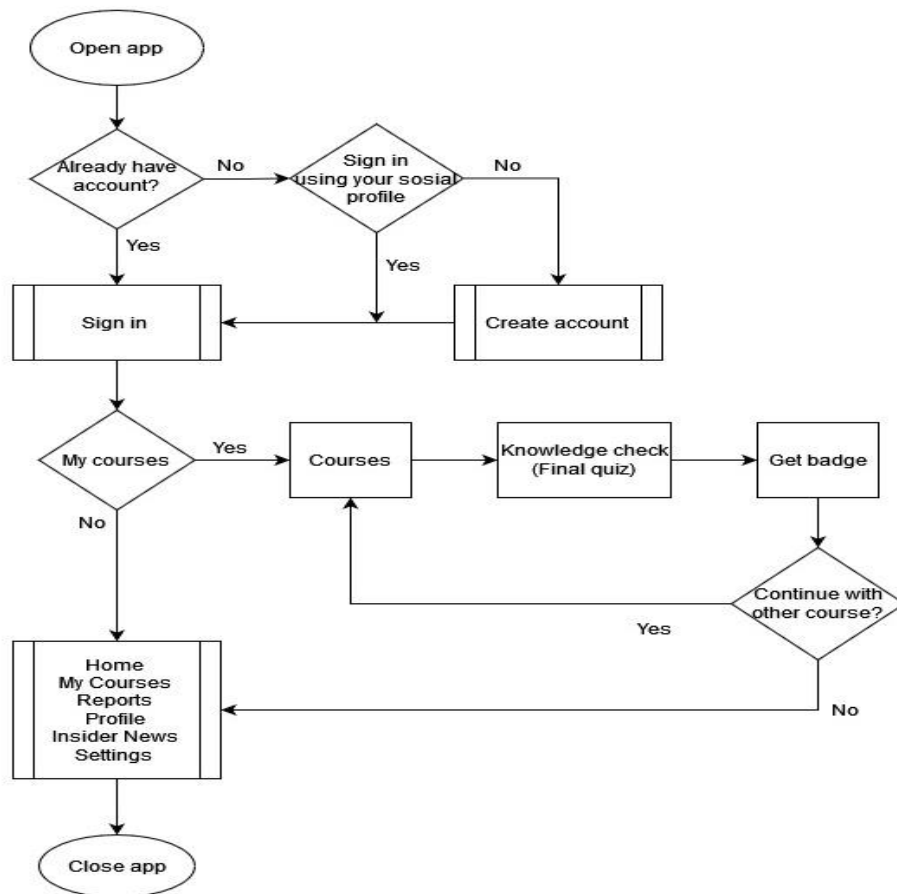 Open app
Already have
account?
No
Sign in
using your sosial
profile
No
Yes
Yes
Sign in
Create account
My courses
Yes
Courses
Knowledge check
(Final quiz)
Get badge
No
Continue with
other course?
Yes
Home
My Courses
Reports
Profile
Insider News
Settings
No
Close app